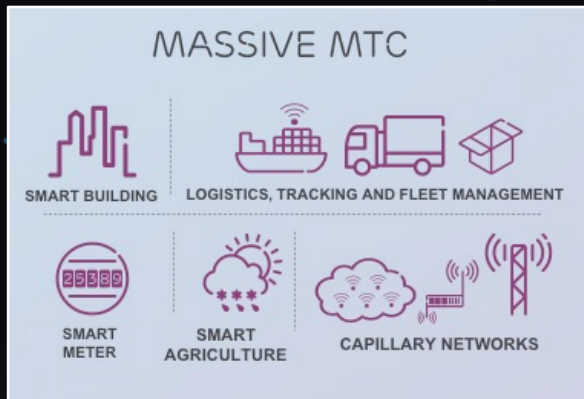 MASSIVE MTC
SMART BUILDING
LOGISTICS, TRACKING AND FLEET MANAGEMENT
25389
SMART
METER
SMART
AGRICULTURE
CAPILLARY NETWORKS